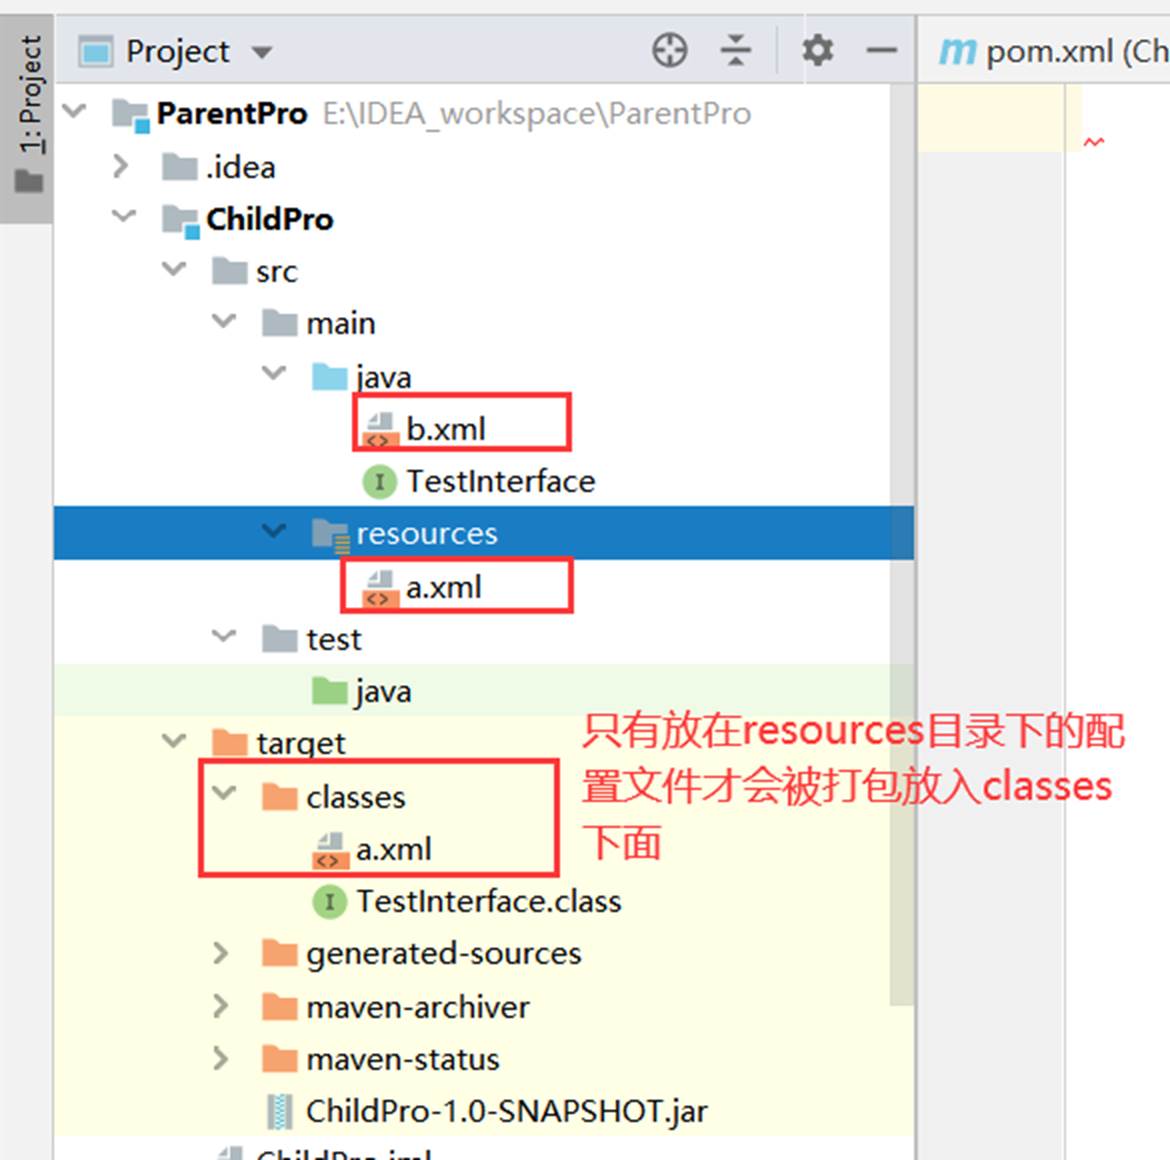 1: Project
Project
pom.xml (Ch
ParentPro E:\IDEA_workspace\ParentPro
.idea
ChildPro
src
main
java
b.xml
TestInterface
resources
a.xml
test
java
target
只有放在resources目录下的配
置文件才会被打包放入classes
下面
classes
a.xml
TestInterface.class
generated-sources
maven-archiver
maven-status
ChildPro-1.0-SNAPSHOT.jar
ChildPro.iml